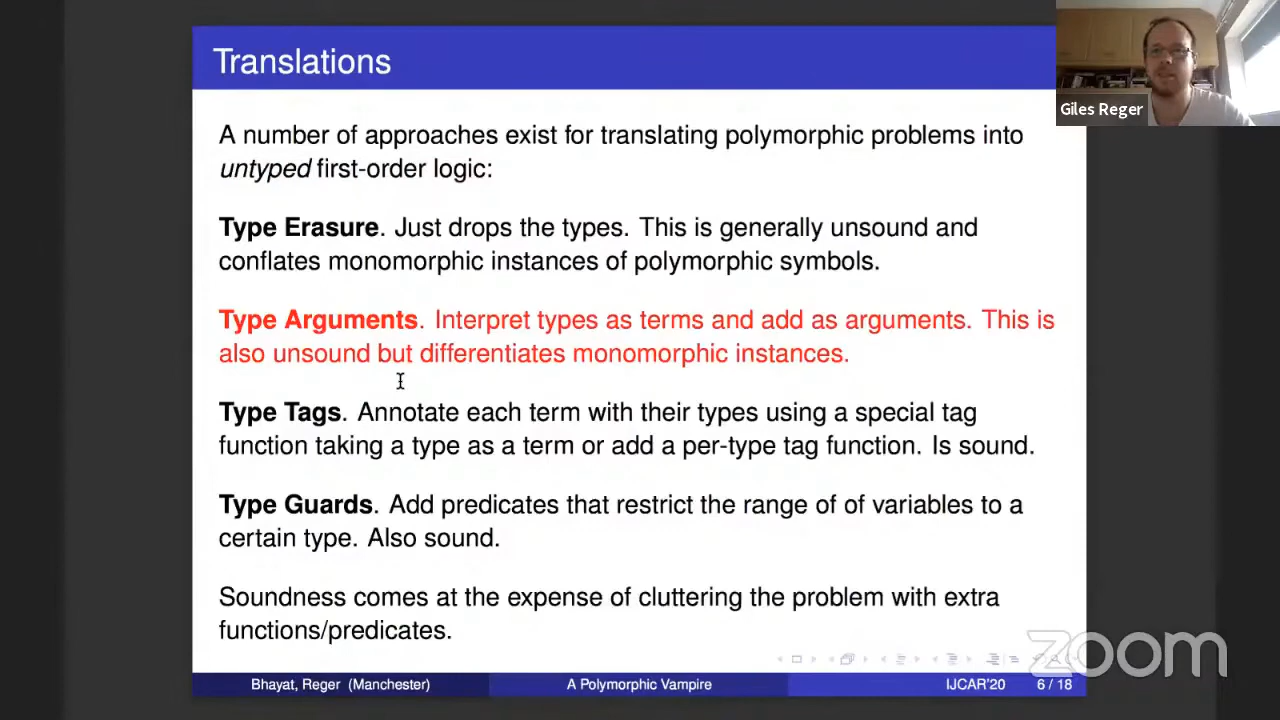 Translations
Giles Reger
A number of approaches exist for translating polymorphic problems into
untyped first-order logic:
Type Erasure. Just drops the types. This is generally unsound and
conflates monomorphic instances of polymorphic symbols.
Type Arguments. Interpret types as terms and add as arguments. This is
also unsound but differentiates monomorphic instances.
Type Tags. Annotate each term with their types using a special tag
function taking a type as a term or add a per-type tag function. Is sound.
Type Guards. Add predicates that restrict the range of of variables to a
certain type. Also sound.
Soundness comes at the expense of cluttering the problem with extra
functions/predicates.
zoom
Bhayat, Reger (Manchester) A Polymorphic Vampire IJCAR'20 6 / 18